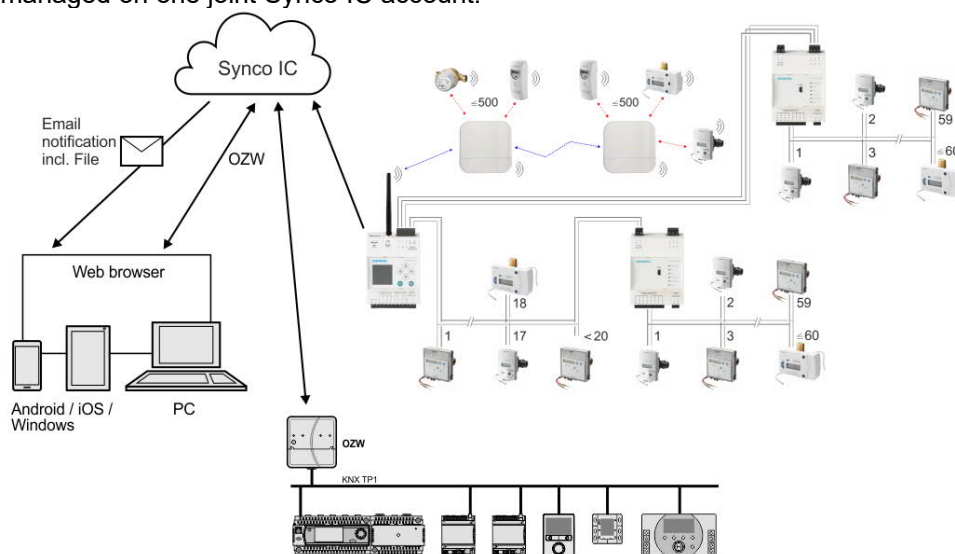 managed on one joint Synco IC account.
Synco IC
Email
notification
incl. File
OZW
≤500
≤500
2
59
1
3
≤ 60
Web browser
18
2
59
1
17
<20
1
3
≤ 60
Android / iOS /
Windows
PC
OZW
KNX TP1